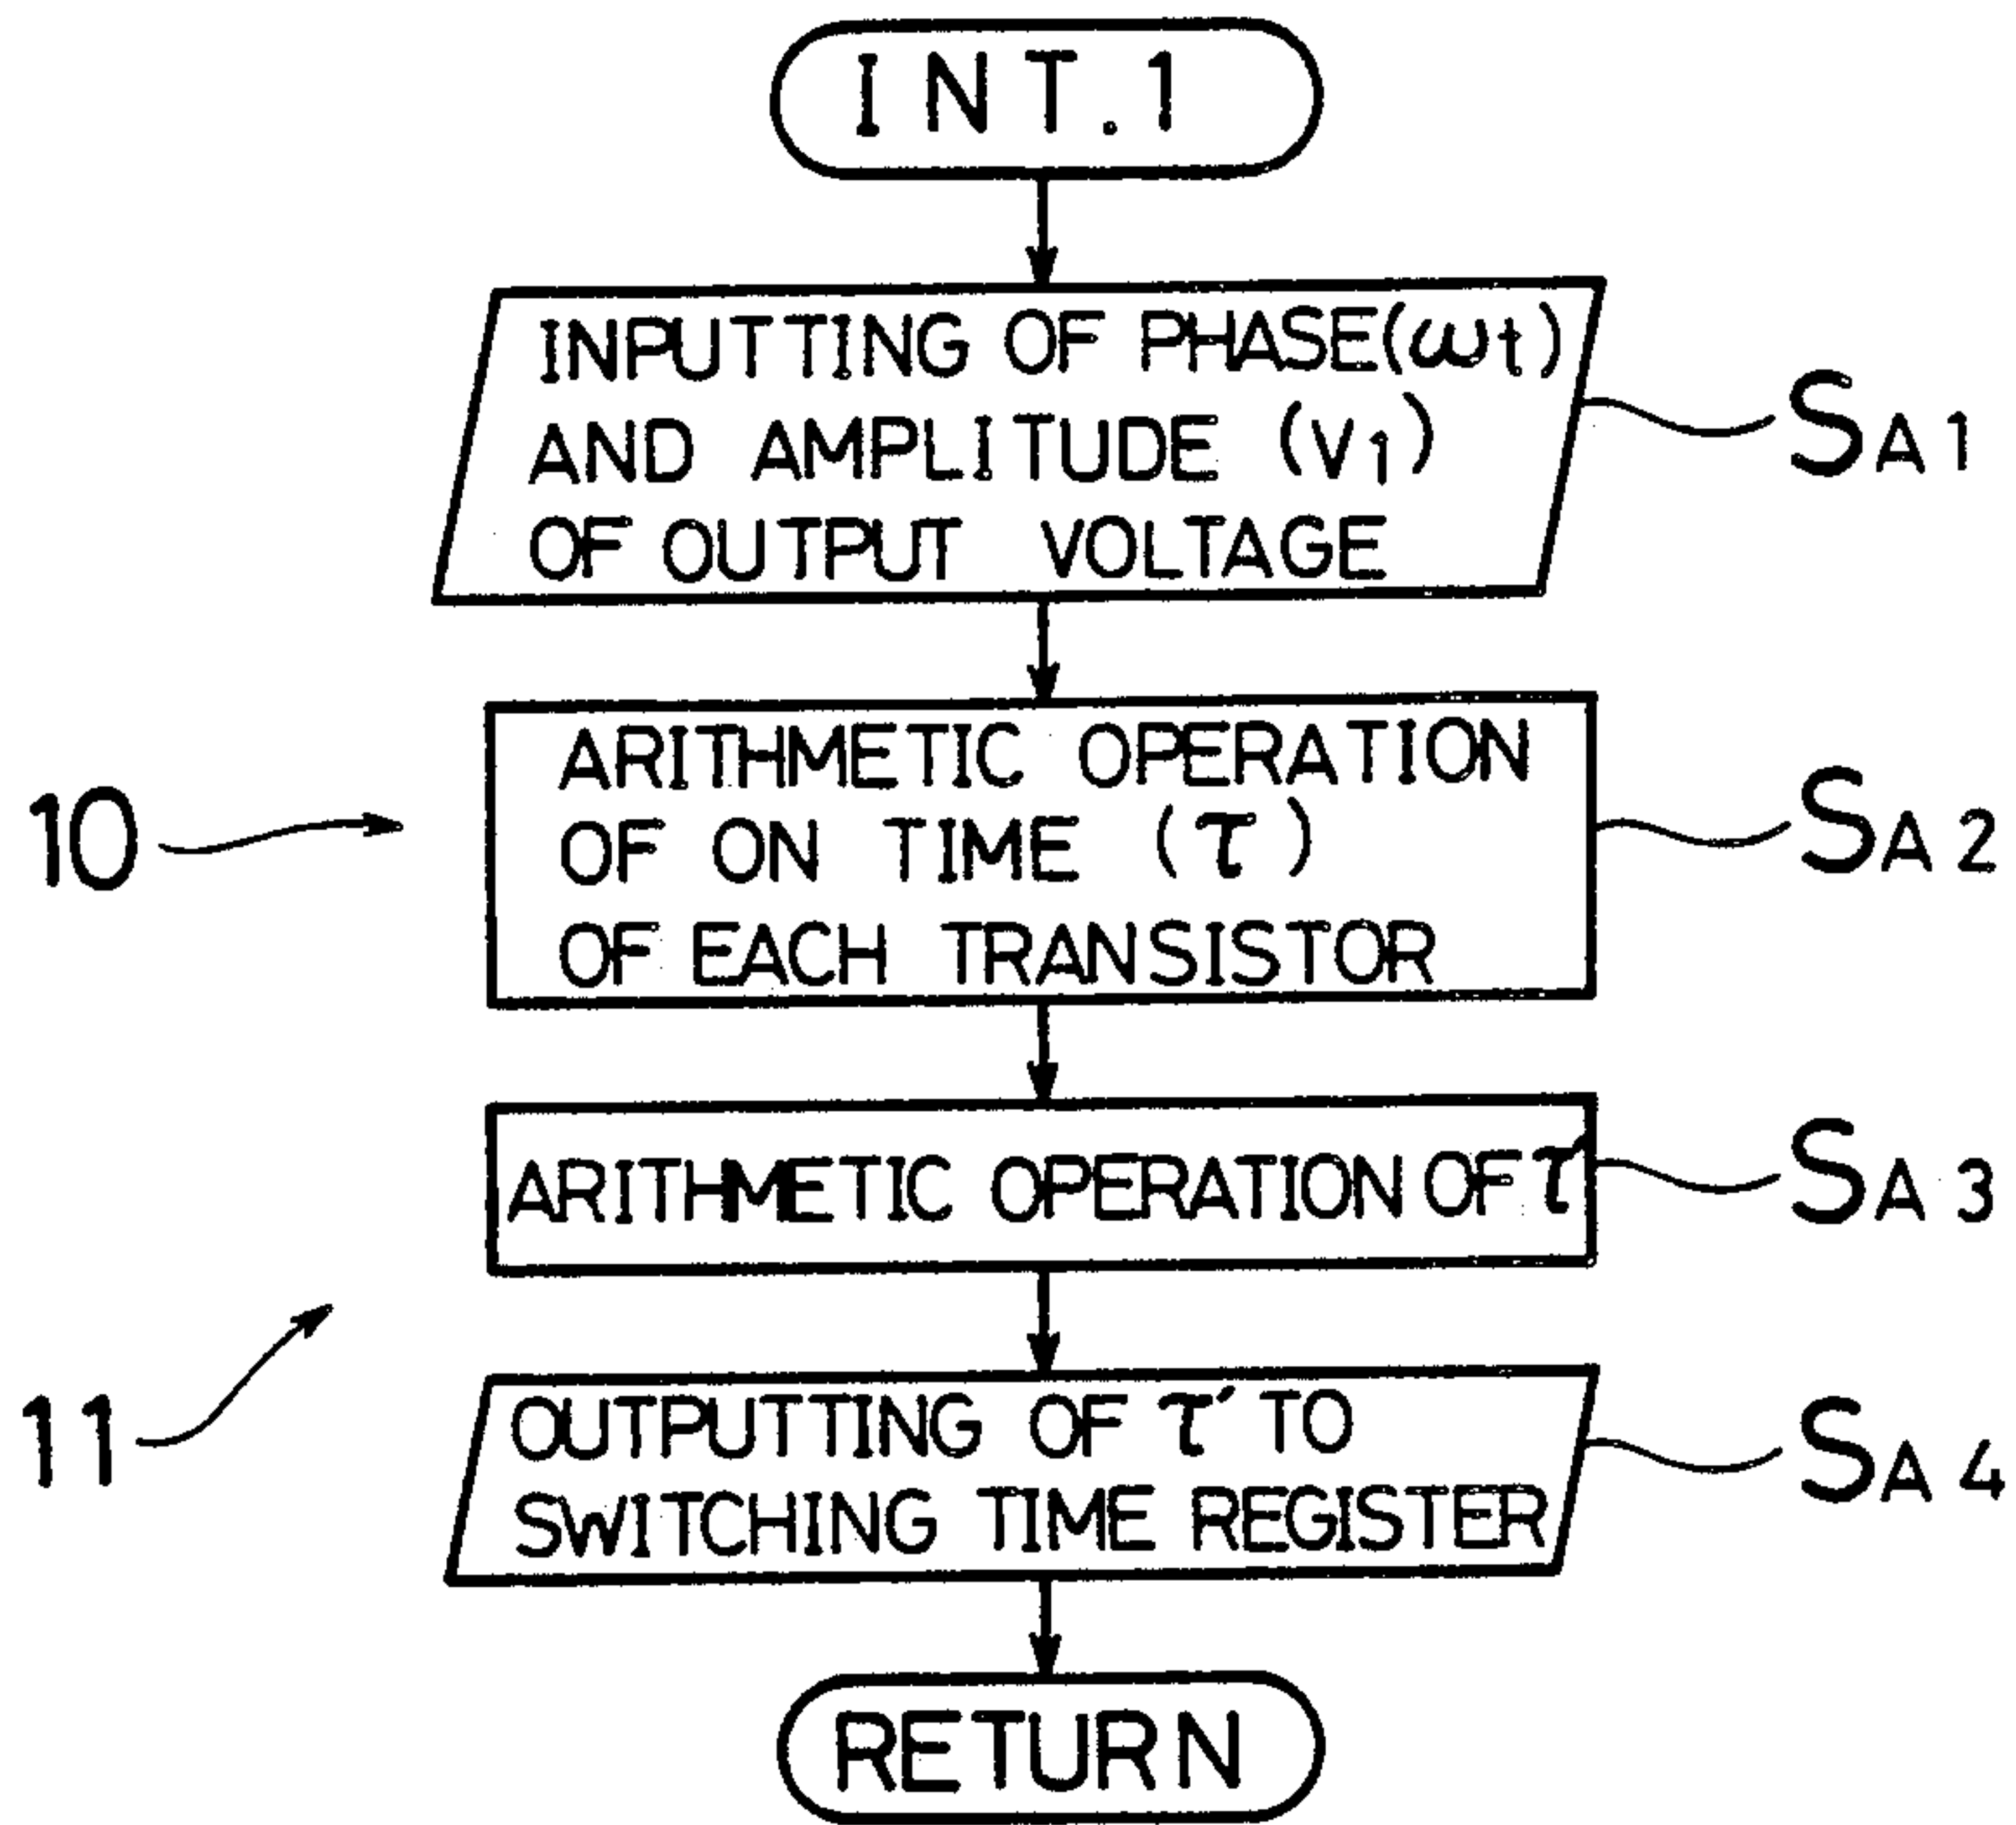 INT.1
INPUTTING OF PHASE(ωt)
AND AMPLITUDE (V1)
OF OUTPUT VOLTAGE
SA1
ARITHMETIC OPERATION
OF ON TIME (τ)
OF EACH TRANSISTOR
10
SA2
ARITHMETIC OPERATION OF τ′
SA3
11
OUTPUTTING OF τ′ TO
SWITCHING TIME REGISTER
SA4
RETURN